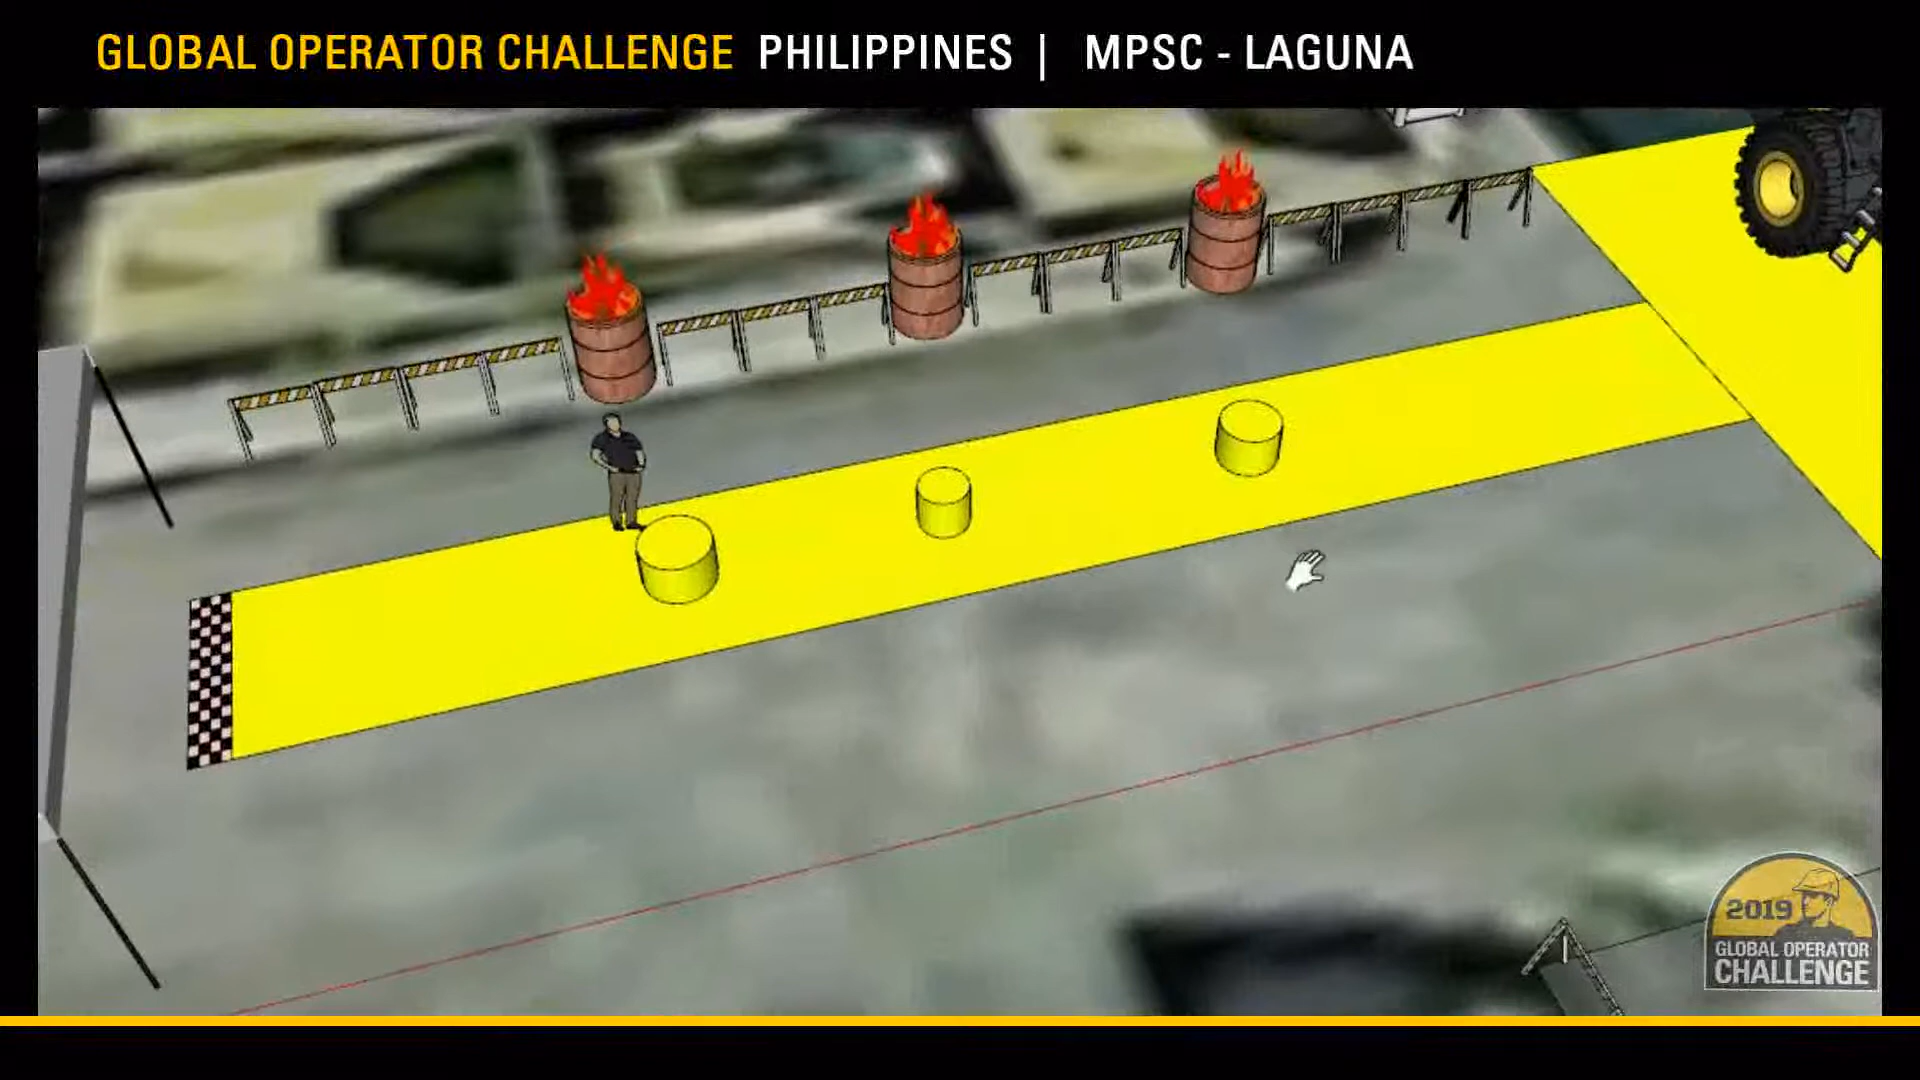 GLOBAL OPERATOR CHALLENGE PHILIPPINES | MPSC - LAGUNA
2019
GLOBAL OPERATOR
CHALLENGE